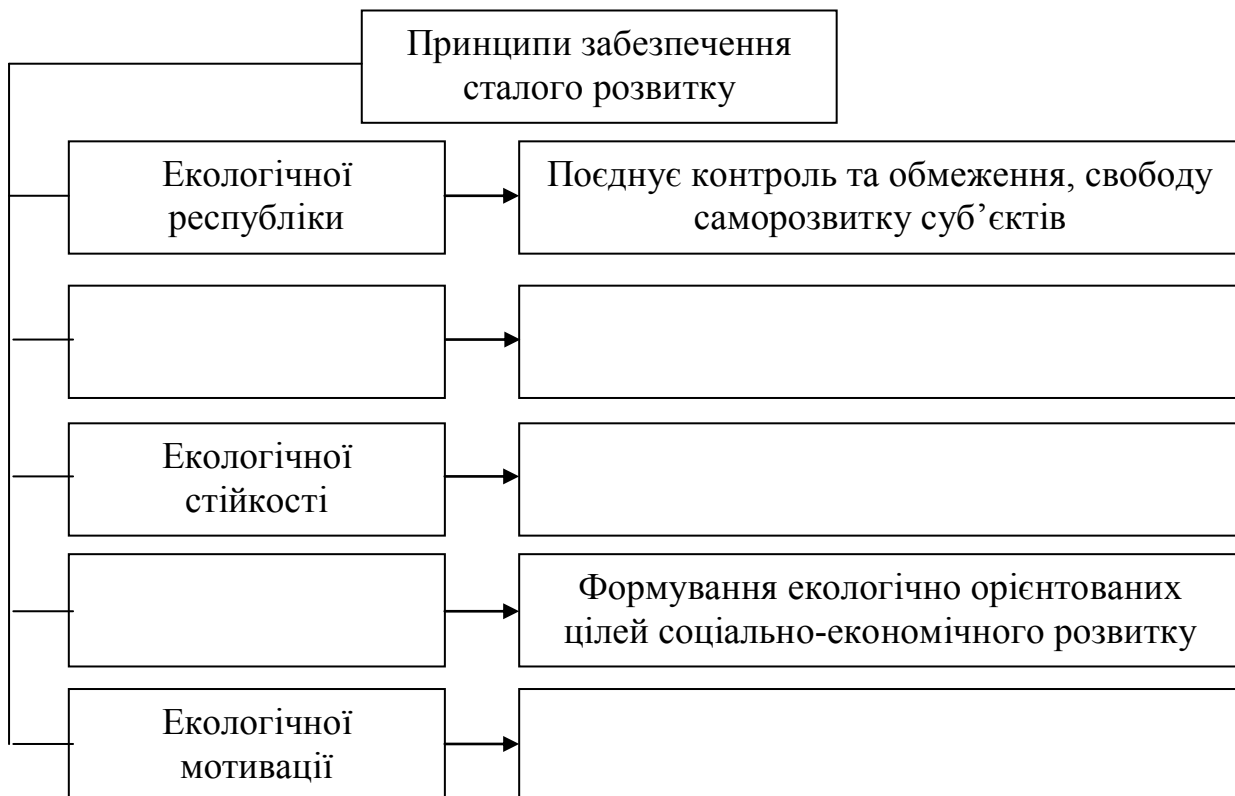 Принципи забезпечення
сталого розвитку
Екологічної
республіки
Поєднує контроль та обмеження, свободу
саморозвитку суб’єктів
Екологічної
стійкості
Формування екологічно орієнтованих
цілей соціально-економічного розвитку
Екологічної
мотивації